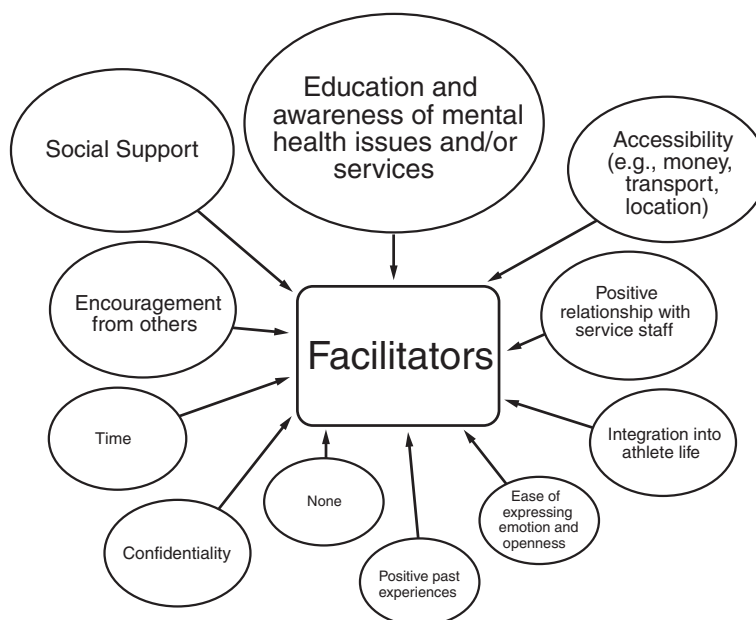 Education and
awareness of mental
health issues and/or
services
Social Support
Accessibility
(e.g., money,
transport,
location)
Encouragement
from others
Positive
relationship with
service staff
Facilitators
Time
Integration into
athlete life
None
Ease of
expressing
emotion and
openness
Confidentiality
Positive past
experiences